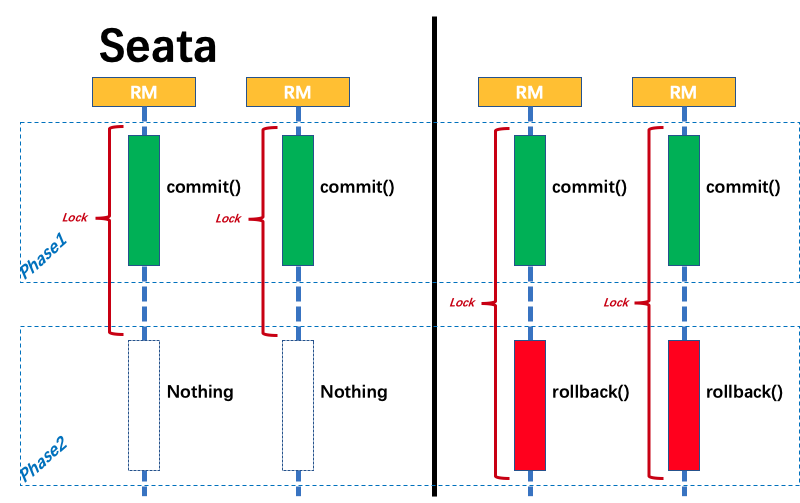 Seata
RM
RM
RM
RM
commit()
commit()
commit()
commit()
Lock
Lock
Phase1
Lock
Lock
Nothing
Nothing
rollback()
rollback()
Phase2